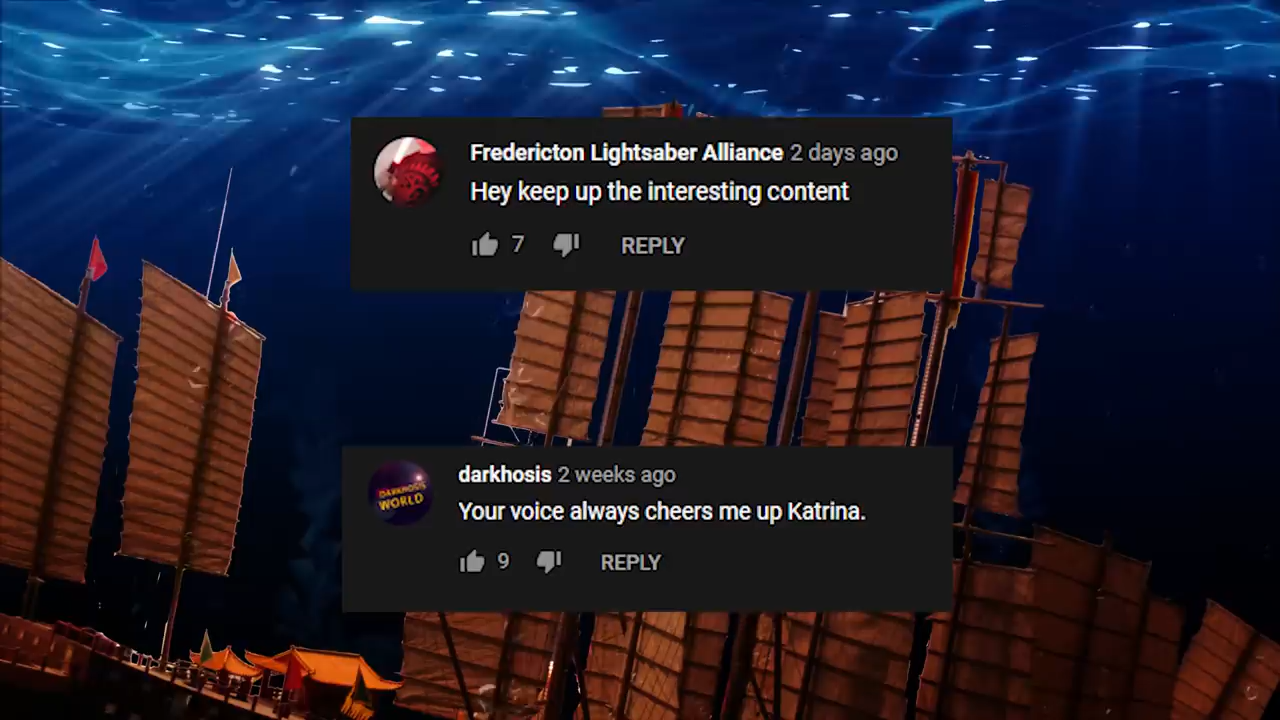 Fredericton Lightsaber Alliance 2 days ago
Hey keep up the interesting content
7 REPLY
DARKHOSIS
WORLD
darkhosis 2 weeks ago
Your voice always cheers me up Katrina.
9 REPLY